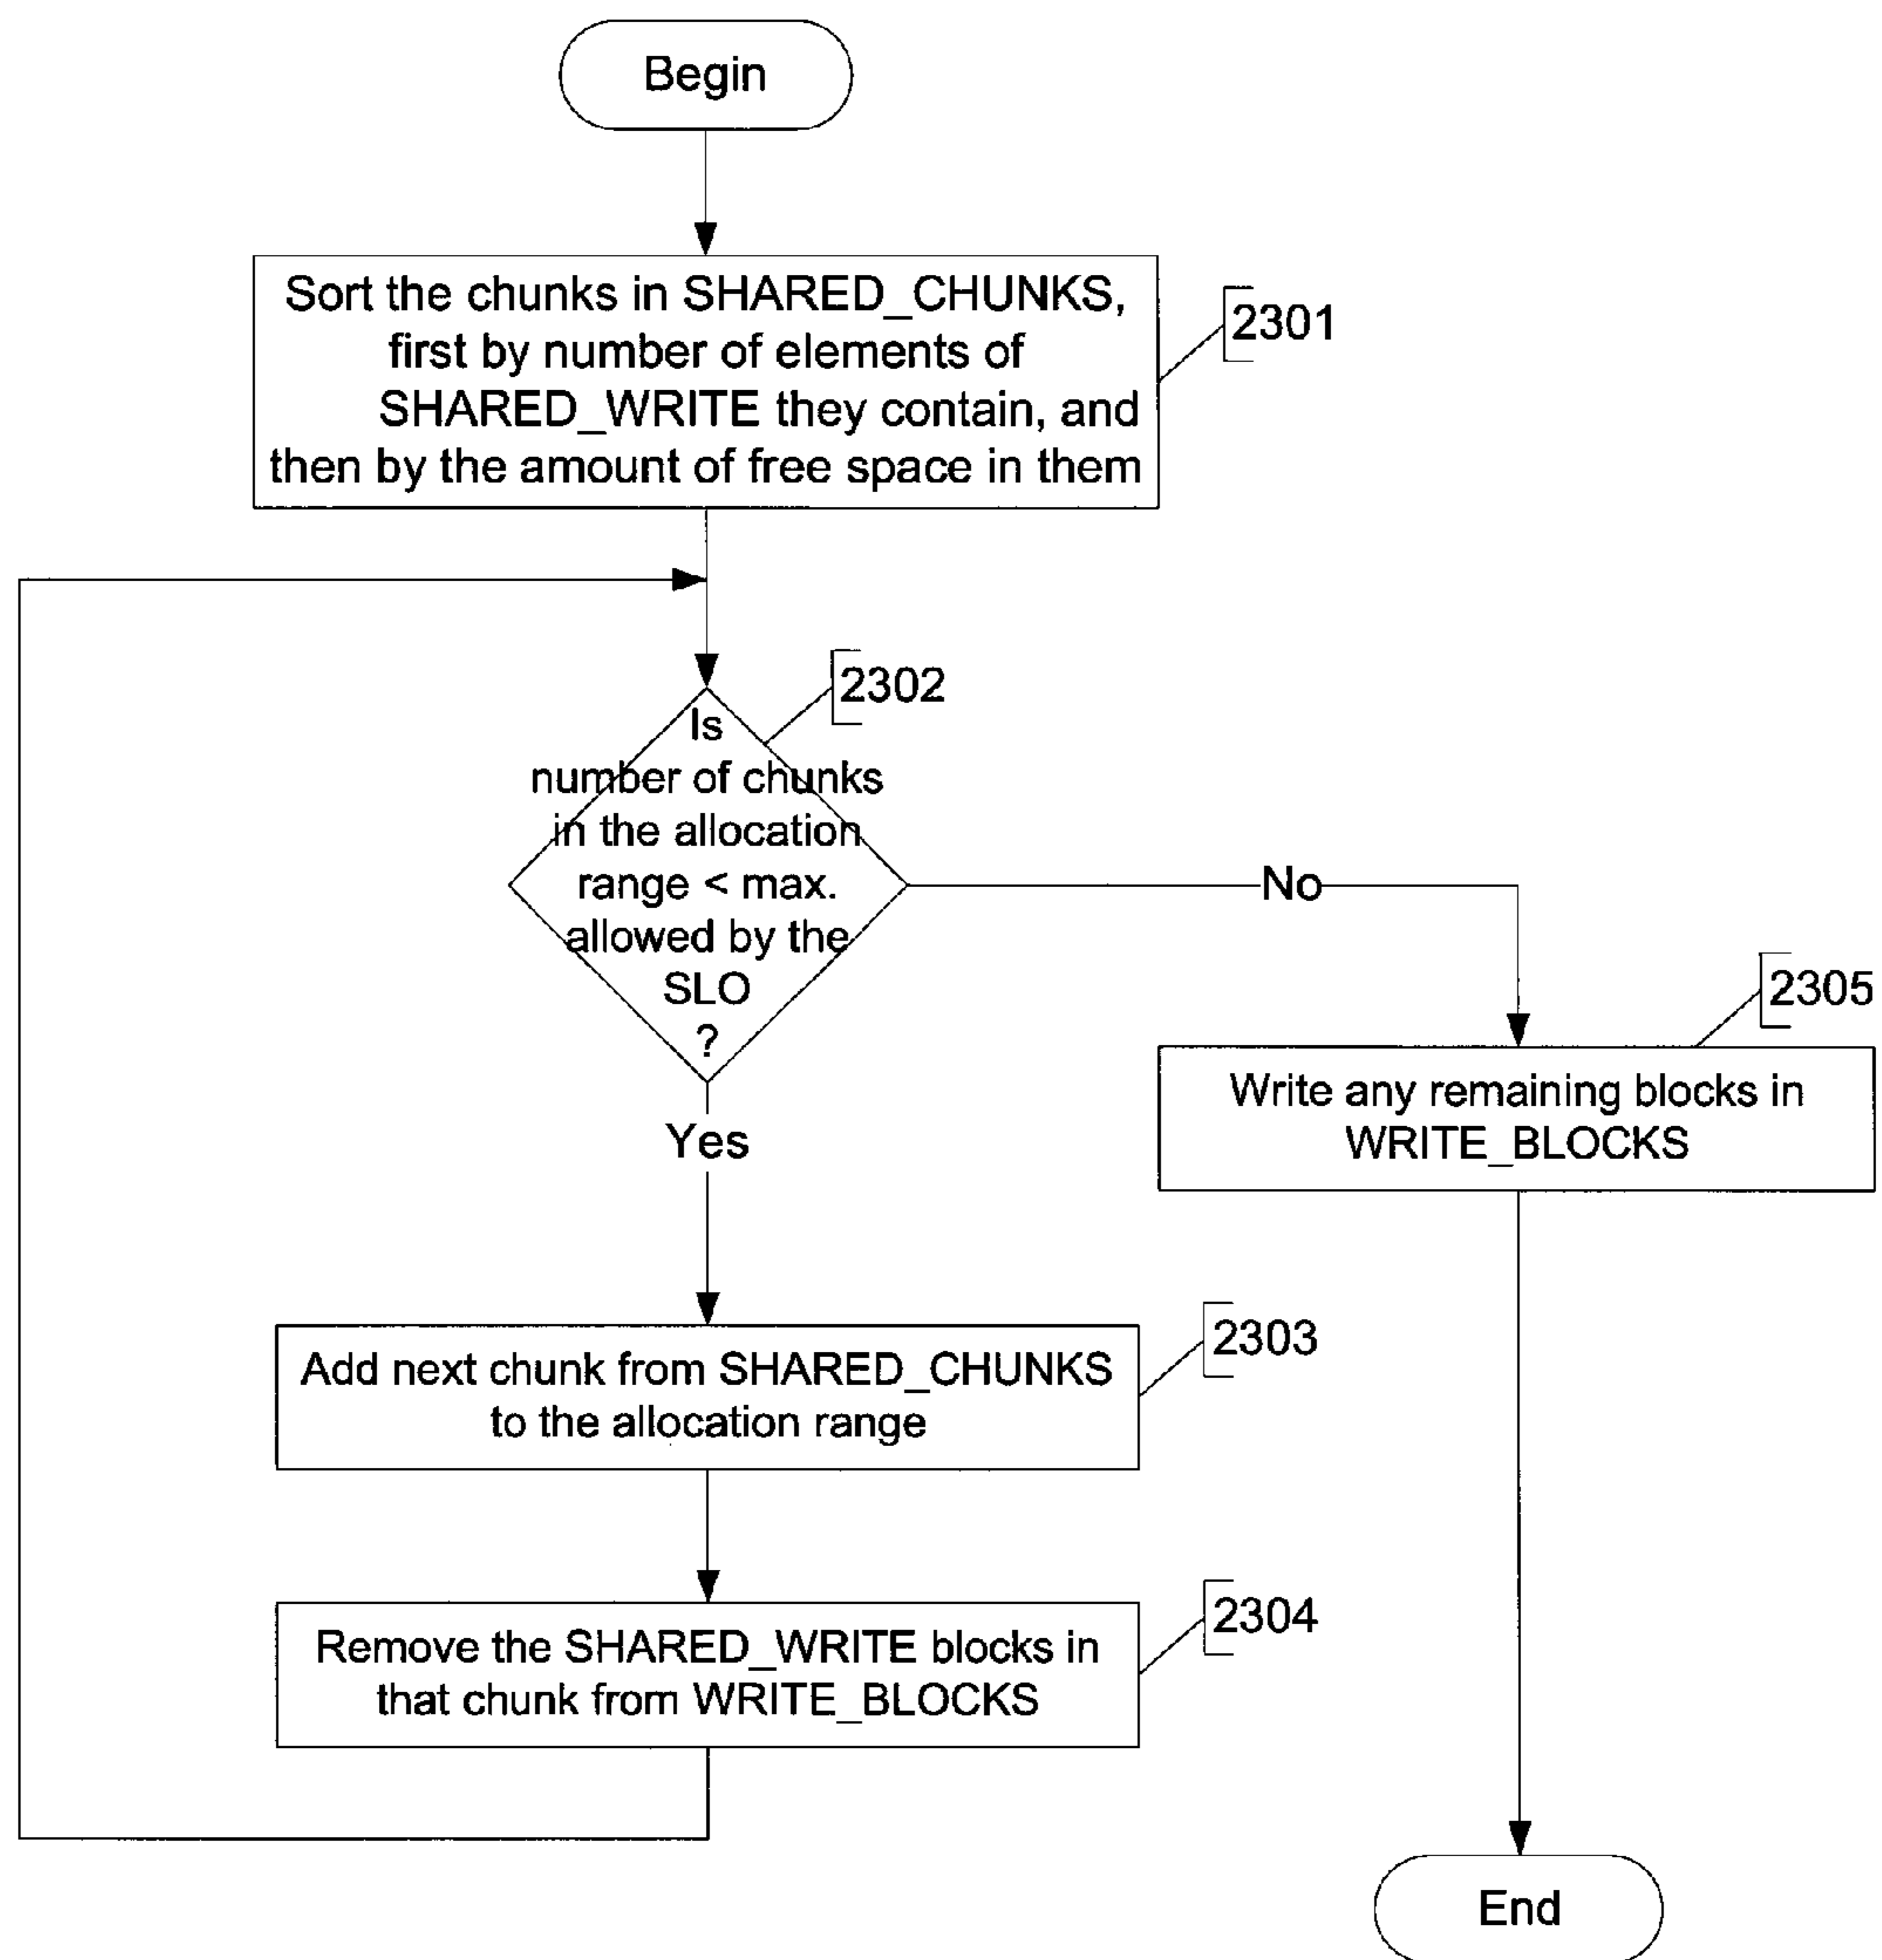 Begin
Sort the chunks in SHARED_CHUNKS,
first by number of elements of
SHARED_WRITE they contain, and
then by the amount of free space in them
2301
2302
Is
number of chunks
in the allocation
range < max.
allowed by the
SLO
?
No
2305
Write any remaining blocks in
WRITE_BLOCKS
Yes
2303
Add next chunk from SHARED_CHUNKS
to the allocation range
2304
Remove the SHARED_WRITE blocks in
that chunk from WRITE_BLOCKS
End